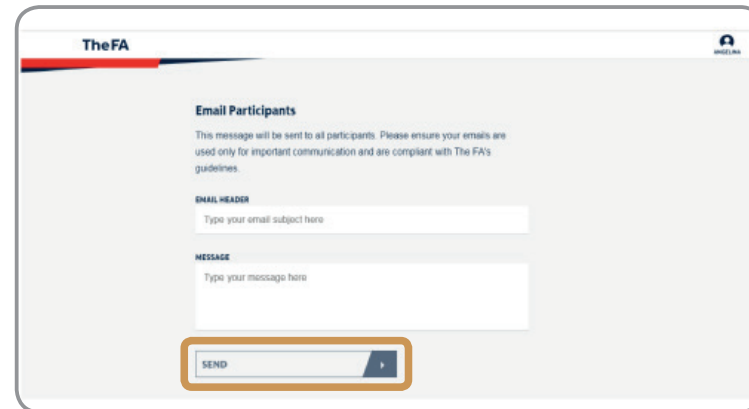 TheFA
ANGELINA
Email Participants
This message will be sent to all participants. Please ensure your emails are
used only for important communication and are compliant with The FA's
guidelines.
EMAIL HEADER
Type your email subject here
MESSAGE
Type your message here
SEND